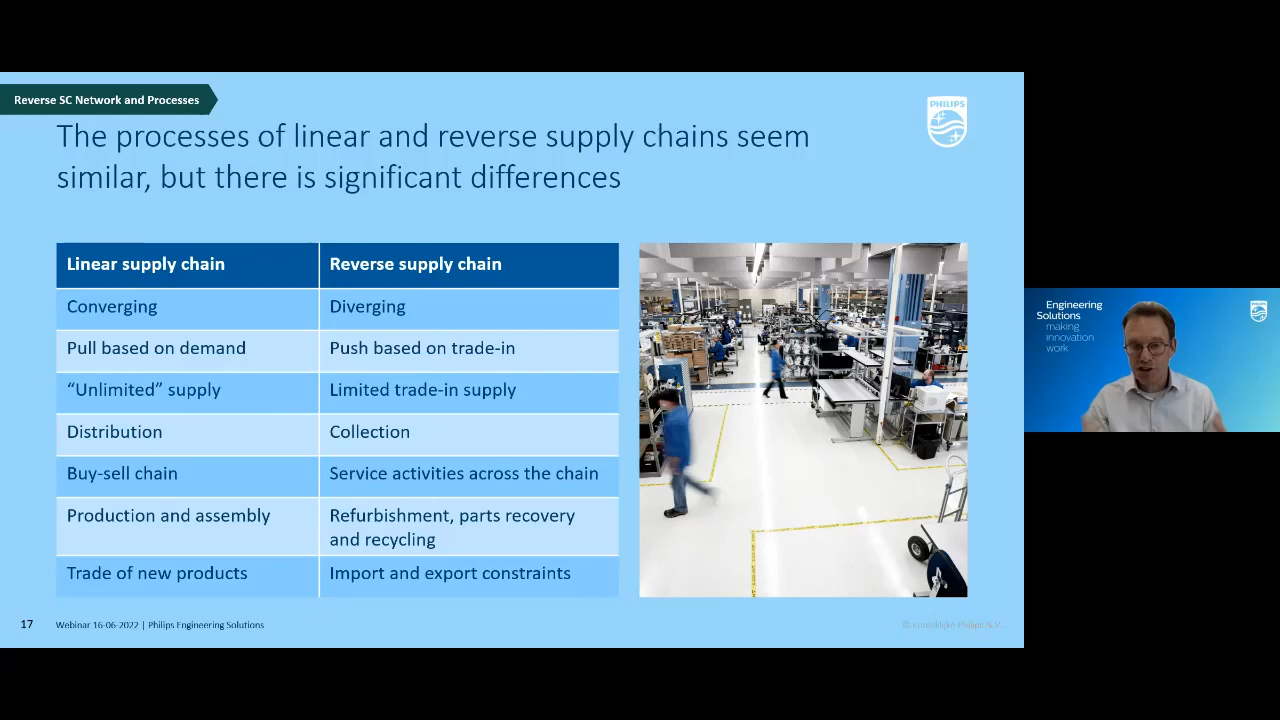 Reverse SC Network and Processes
PHILIPS
The processes of linear and reverse supply chains seem
similar, but there is significant differences
Linear supply chain
Reverse supply chain
Converging
Diverging
Pull based on demand
Push based on trade-in
“Unlimited” supply
Limited trade-in supply
Distribution
Collection
Buy-sell chain
Service activities across the chain
Production and assembly
Refurbishment, parts recovery
and recycling
Trade of new products
Import and export constraints
17
Webinar 16-06-2022 | Philips Engineering Solutions
© Koninklijke Philips N.V.
Engineering
Solutions
making
innovation
work
PHILIPS